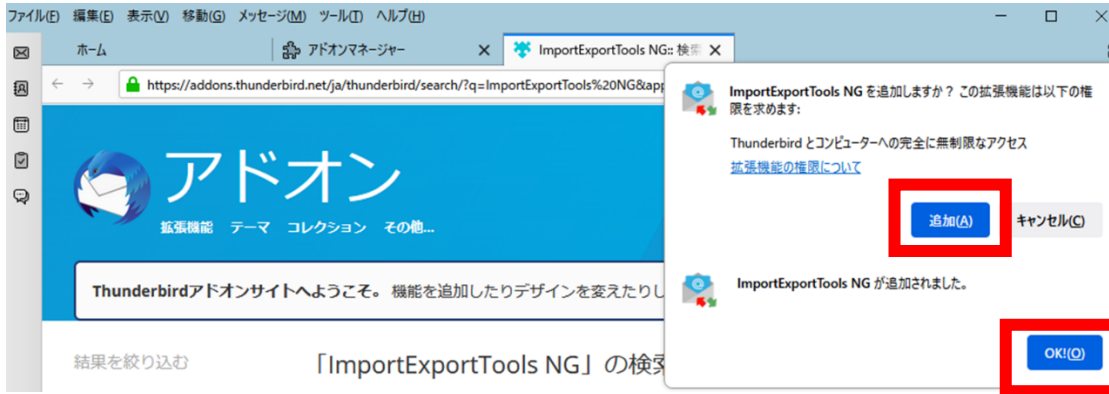 ファイル(F) 編集(E) 表示(V) 移動(G) メッセージ(M) ツール(T) ヘルプ(H)
ホーム アドオンマネージャー ImportExportTools NG:: 検索
https://addons.thunderbird.net/ja/thunderbird/search/?q=ImportExportTools%20NG&app
ImportExportTools NG を追加しますか? この拡張機能は以下の権
限を求めます:
Thunderbird とコンピューターへの完全に無制限なアクセス
拡張機能の権限について
追加(A) キャンセル(C)
ImportExportTools NG が追加されました。
OK!(O)
アドオン
拡張機能 テーマ コレクション その他...
Thunderbirdアドオンサイトへようこそ。 機能を追加したりデザインを変えたりし
結果を絞り込む
「ImportExportTools NG」の検索